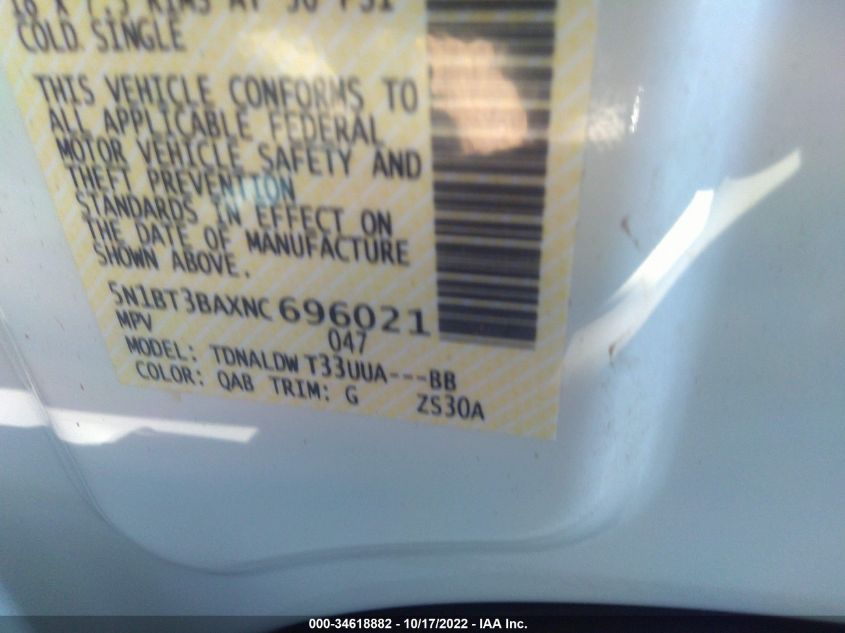 COLD SINGLE
THIS VEHICLE CONFORMS TO
ALL APPLICABLE FEDERAL
MOTOR VEHICLE SAFETY AND
THEFT PREVENTION
STANDARDS IN EFFECT ON
THE DATE OF MANUFACTURE
SHOWN ABOVE.
5N1BT3BAXNC696021
MPV 047
MODEL: TDNALDW T33UUA---BB
COLOR: QAB TRIM: G ZS30A
000-34618882 - 10/17/2022 - IAA Inc.